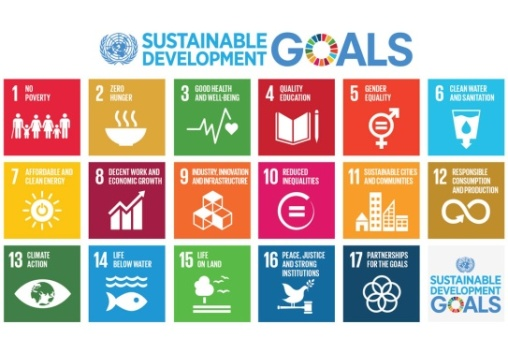 SUSTAINABLE
DEVELOPMENT
GOALS
1 NO
POVERTY
2 ZERO
HUNGER
3 GOOD HEALTH
AND WELL-BEING
4 QUALITY
EDUCATION
5 GENDER
EQUALITY
6 CLEAN WATER
AND SANITATION
7 AFFORDABLE AND
CLEAN ENERGY
8 DECENT WORK AND
ECONOMIC GROWTH
9 INDUSTRY, INNOVATION
AND INFRASTRUCTURE
10 REDUCED
INEQUALITIES
11 SUSTAINABLE CITIES
AND COMMUNITIES
12 RESPONSIBLE
CONSUMPTION
AND PRODUCTION
13 CLIMATE
ACTION
14 LIFE
BELOW WATER
15 LIFE
ON LAND
16 PEACE, JUSTICE
AND STRONG
INSTITUTIONS
17 PARTNERSHIPS
FOR THE GOALS
SUSTAINABLE
DEVELOPMENT
GOALS